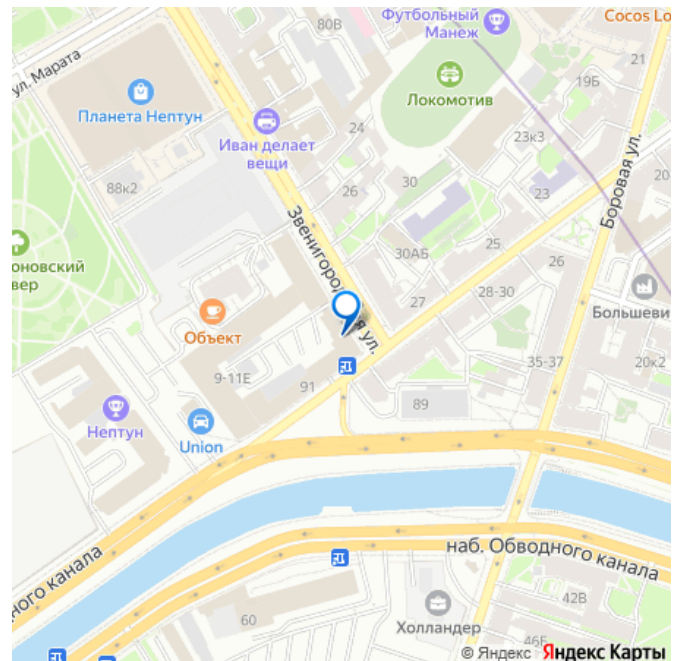 Футбольный
Манеж
Cocos Lo
80В
21
ул. Марата
Локомотив
19Б
Планета Нептун
Иван делает
вещи
24
23к3
Боровая ул.
20
88к2
26
30
23
Звенигородская ул.
оновский
вер
30АБ
25
26
Объект
27
28-30
Большеви
9-11Е
35-37
20к2
91
89
Нептун
Union
дного канала
наб. Обводного канала
60
42В
Холландер
46Б
© Яндекс Яндекс Карты